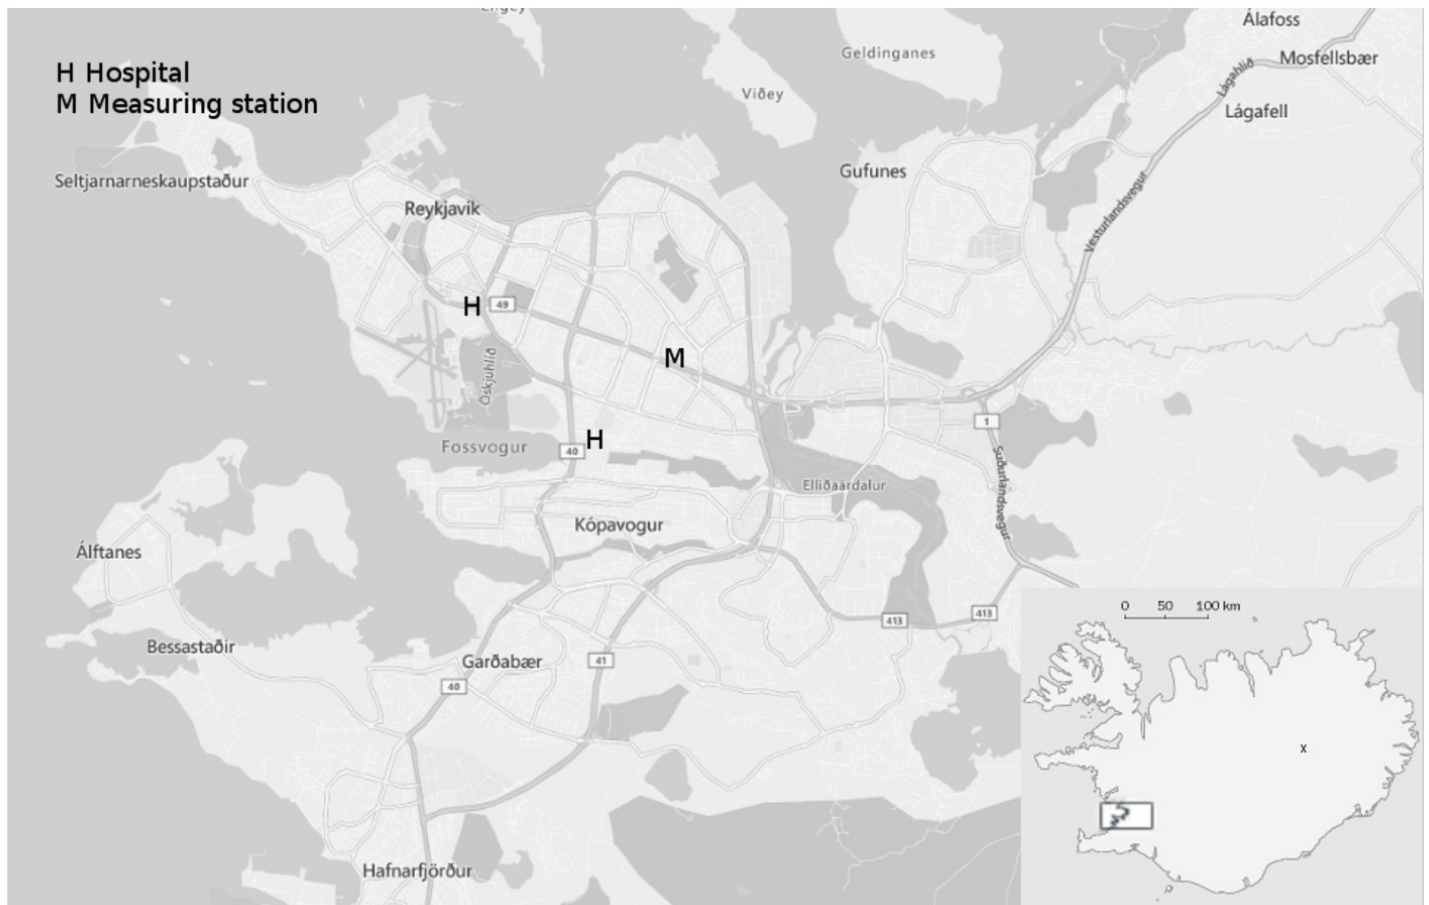 Engey
Álafoss
H Hospital
M Measuring station
Geldinganes
Mosfellsbær
Lágahlíð
Viðey
Lágafell
Seltjarnarneskaupstaður
Gufunes
Reykjavík
Vesturlandsvegur
H
49
M
Öskjuhlíð
1
H
Fossvogur
40
Elliðaárdalur
Suðurlandsvegur
Kópavogur
Álftanes
0 50 100 km
413
413
Bessastaðir
Garðabær
41
40
x
Hafnarfjörður